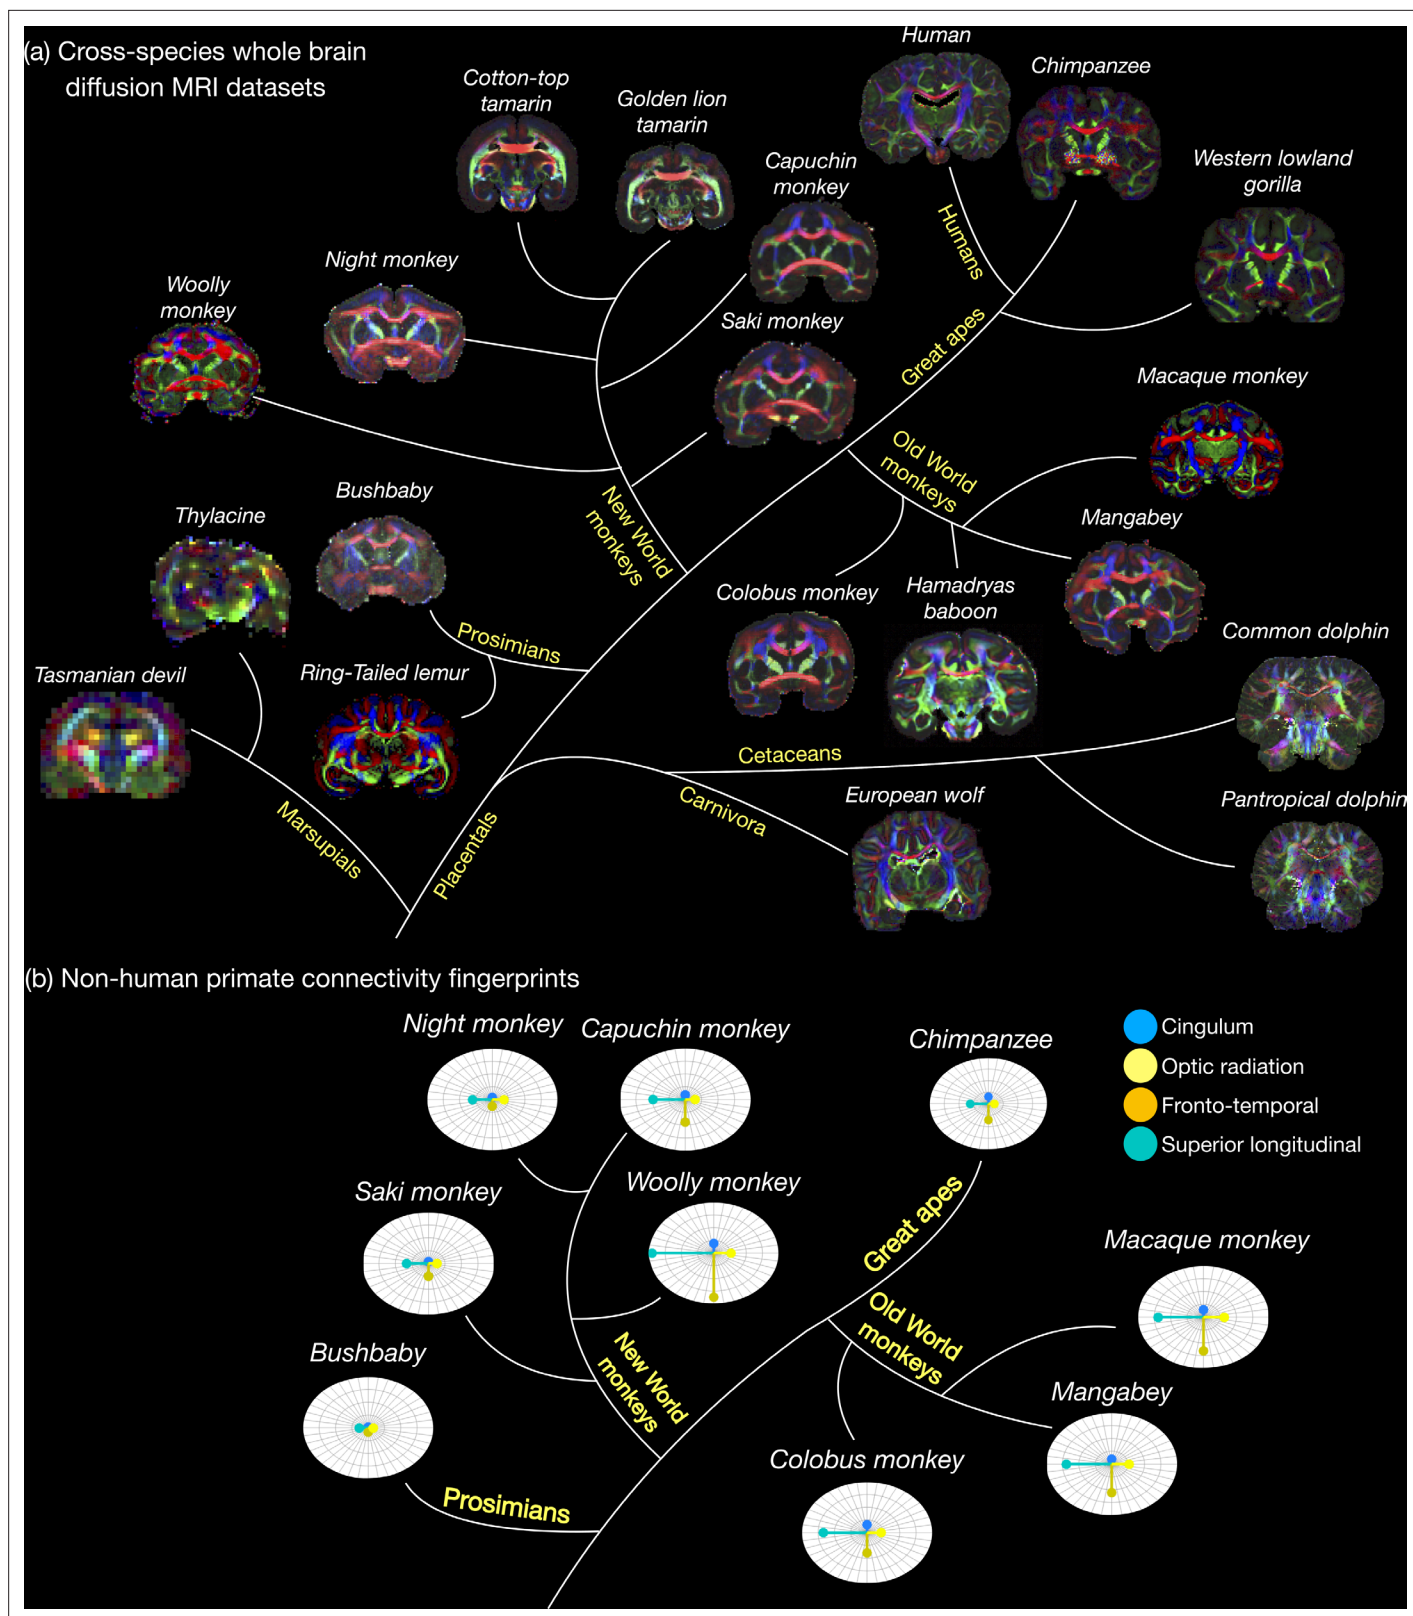 (a) Cross-species whole brain
diffusion MRI datasets
Human
Chimpanzee
Cotton-top
tamarin
Golden lion
tamarin
Capuchin
monkey
Western lowland
gorilla
Humans
Night monkey
Woolly
monkey
Saki monkey
Great apes
Macaque monkey
Old World
monkeys
New World
monkeys
Bushbaby
Thylacine
Mangabey
Prosimians
Colobus monkey
Hamadryas
baboon
Common dolphin
Tasmanian devil
Ring-Tailed lemur
Cetaceans
Carnivora
European wolf
Pantropical dolphin
Marsupials
Placentals
(b) Non-human primate connectivity fingerprints
Night monkey
Capuchin monkey
Chimpanzee
Cingulum
Optic radiation
Fronto-temporal
Superior longitudinal
Saki monkey
Woolly monkey
Great apes
Macaque monkey
Old World
monkeys
New World
monkeys
Bushbaby
Mangabey
Colobus monkey
Prosimians